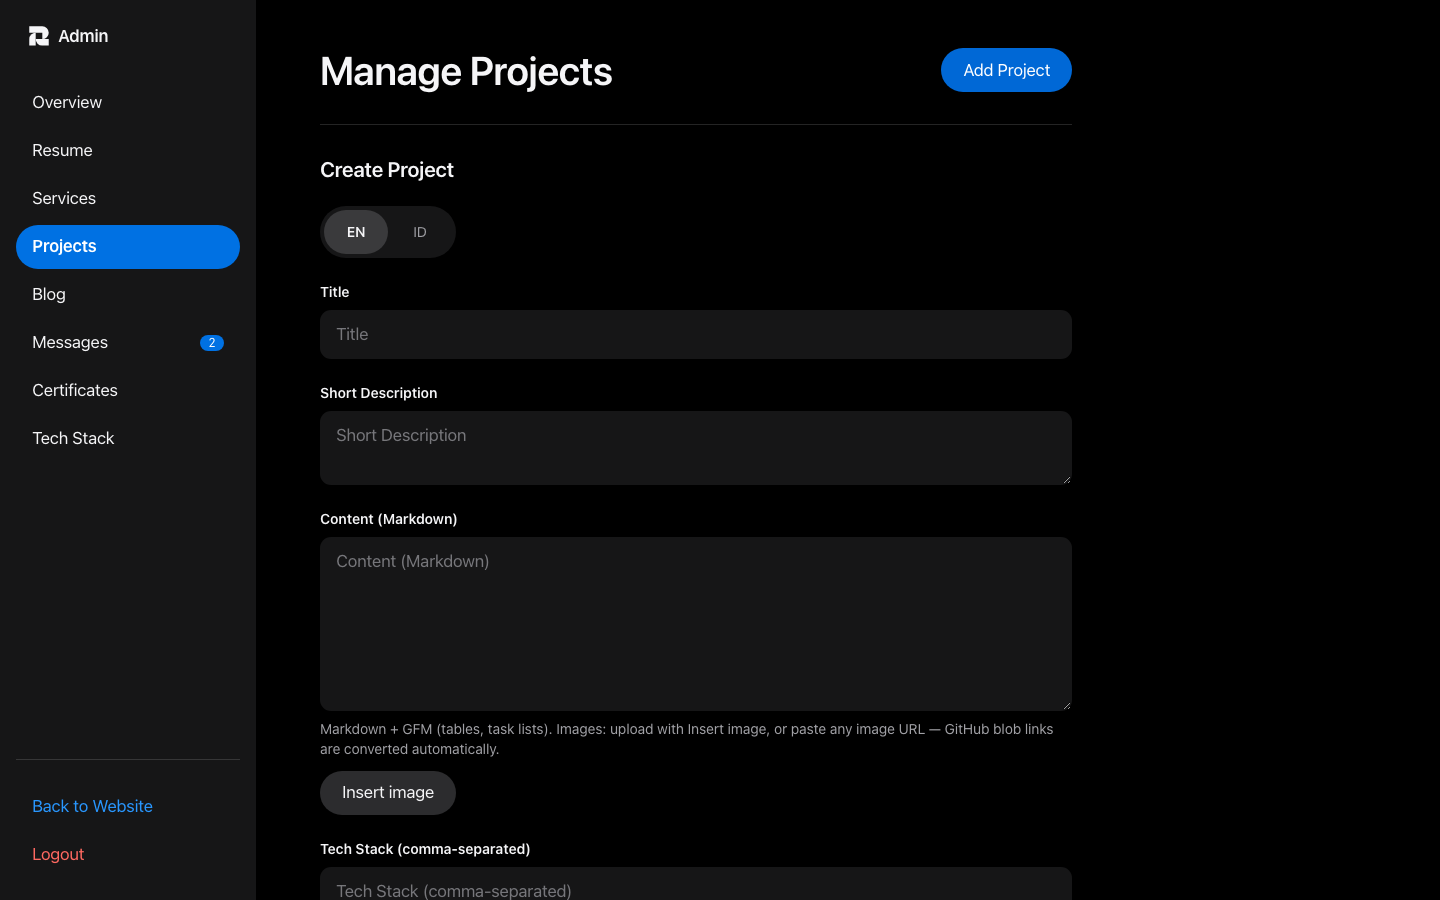 Admin
Overview
Resume
Services
Projects
Blog
Messages 2
Certificates
Tech Stack
Back to Website
Logout
Manage Projects
Add Project
Create Project
EN ID
Title
Title
Short Description
Short Description
Content (Markdown)
Content (Markdown)
Markdown + GFM (tables, task lists). Images: upload with Insert image, or paste any image URL — GitHub blob links
are converted automatically.
Insert image
Tech Stack (comma-separated)
Tech Stack (comma-separated)